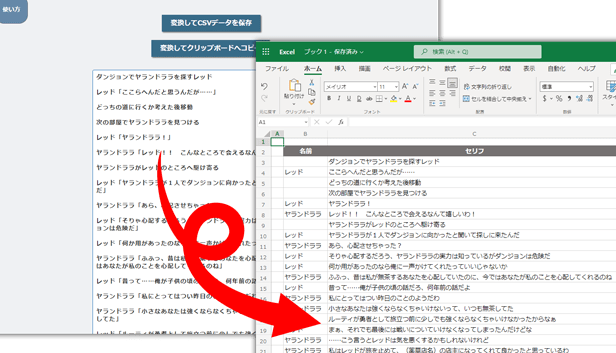 使い方
変換してCSVデータを保存
変換してクリップボードへコピー
ダンジョンでヤランドララを探すレッド
レッド「ここらへんだと思うんだが……」
どっちの道に行くか考えた後移動
次の部屋でヤランドララを見つける
レッド「ヤランドララ！」
ヤランドララ「レッド！！　こんなところで会えるなん
ヤランドララがレッドのところへ駆け寄る
レッド「ヤランドララが１人でダンジョンに向かったと
だ」
ヤランドララ「あら、心配させちゃった
レッド「そりゃ心配するだろう
ョンは危険だ」
レッド「何か用があったのなら
ヤランドララ「ふふっ、昔は私が無茶
はあなたが私のことを心配して
レッド「昔って……俺が子供の頃の
ヤランドララ「私にとってはつい昨日の
ヤランドララ「小さなあなたは強くならなくちゃ
た」
Excel
ブック1 - 保存済み
検索 (Alt + Q)
ファイル
ホーム
挿入
描画
ページ レイアウト
数式
データ
校閲
表示
自動化
ヘルプ
貼り付け
メイリオ
11
文字列の折り返し
セルを結合して中央揃え
標準
元に戻す
クリップボード
フォント
配置
数値
A1
A
B
C
名前
セリフ
ダンジョンでヤランドララを探すレッド
レッド
ここらへんだと思うんだが……
どっちの道に行くか考えた後移動
次の部屋でヤランドララを見つける
レッド
ヤランドララ！
ヤランドララ
レッド！！　こんなところで会えるなんて嬉しいわ！
ヤランドララがレッドのところへ駆け寄る
レッド
ヤランドララが１人でダンジョンに向かったと聞いて探しに来たんだ
ヤランドララ
あら、心配させちゃった？
レッド
そりゃ心配するだろう、ヤランドララの実力は知っているがダンジョンは危険だ
レッド
何か用があったのなら俺に一声かけてくれたっていいじゃないか
ヤランドララ
ふふっ、昔は私が無茶するあなたを心配していたのに、今ではあなたが私のことを心配してくれるのね
レッド
昔って……俺が子供の頃の話だろ、何年前の話だよ
ヤランドララ
私にとってはつい昨日のことのようだわ
ヤランドララ
小さなあなたは強くならなくちゃいけないって、いつも無茶してた
ルーティが勇者として旅立つ前に少しでも強くならなくちゃいけなかったからなぁ
まぁ、それでも最後には戦いについていけなくなってしまったんだけどな
ヤランドララ
……こう言うとレッドは気を悪くするかもしれないけれど
ヤランドララ
私はレッドが旅を止めて、（薬草店名）の店主になってくれて良かったと思っているわ